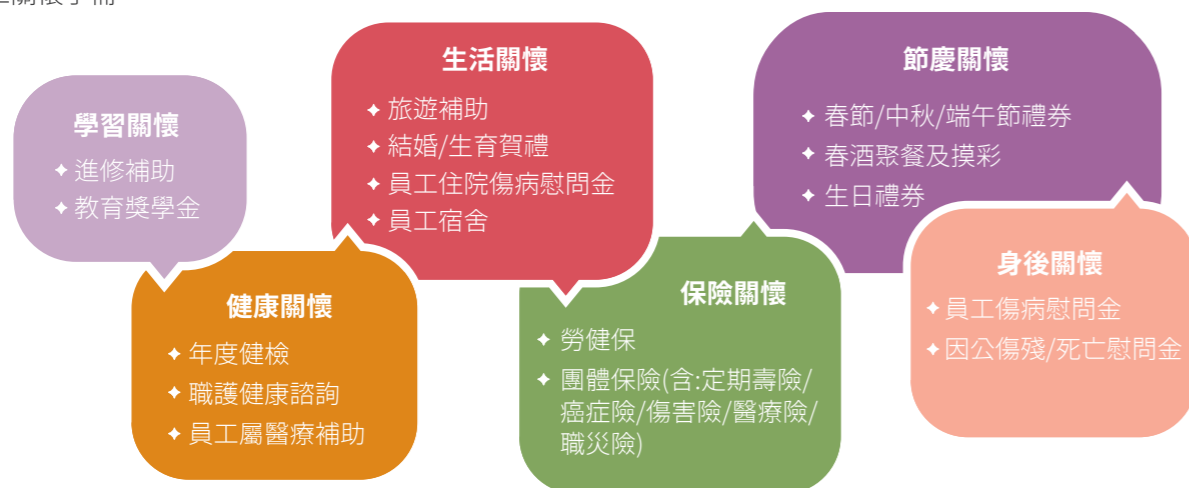 學習關懷
進修補助
教育獎學金
健康關懷
年度健檢
職護健康諮詢
員工屬醫療補助
生活關懷
旅遊補助
結婚/生育賀禮
員工住院傷病慰問金
員工宿舍
保險關懷
勞健保
團體保險(含:定期壽險/
癌症險/傷害險/醫療險/
職災險)
節慶關懷
春節/中秋/端午節禮券
春酒聚餐及摸彩
生日禮券
身後關懷
員工傷病慰問金
因公傷殘/死亡慰問金